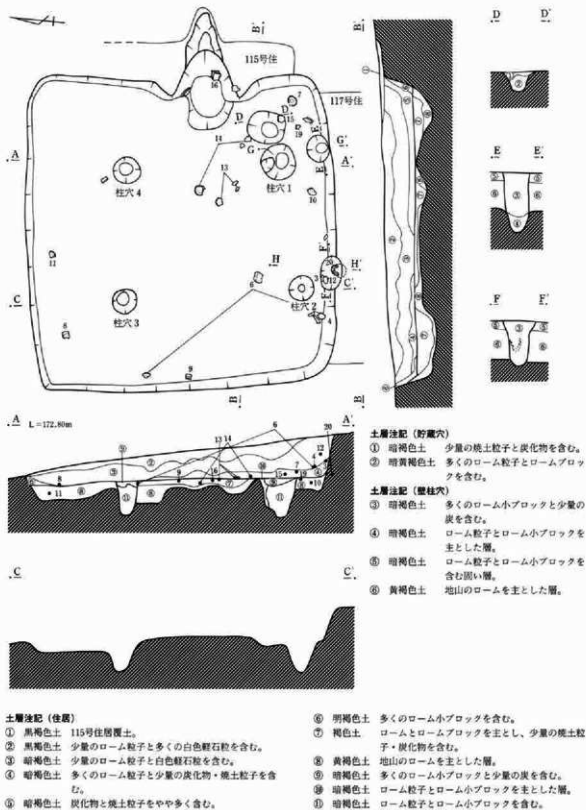 115号住
117号住
柱穴 4
柱穴 1
柱穴 3
柱穴 2
A
A′
B
B′
C
C′
D
D′
E
E′
F
F′
G
G′
H
H′
A L=172.80m A′
C C′
土層注記(貯蔵穴)
① 暗褐色土 少量の焼土粒子と炭化物を含む。
② 暗黄褐色土 多くのローム粒子とロームブロックを含む。
土層注記(壁柱穴)
③ 暗褐色土 多くのローム小ブロックと少量の炭を含む。
④ 暗褐色土 ローム粒子とローム小ブロックを主とした層。
⑤ 暗褐色土 ローム粒子とローム小ブロックを含む固い層。
⑥ 黄褐色土 地山のロームを主とした層。
土層注記(住居)
① 黒褐色土 115号住居覆土。
② 黒褐色土 少量のローム粒子と多くの白色軽石粒を含む。
③ 暗褐色土 少量のローム粒子と白色軽石粒を含む。
④ 暗褐色土 多くのローム粒子と少量の炭化物・焼土粒子を含む。
⑤ 暗褐色土 炭化物と焼土粒子をやや多く含む。
⑥ 明褐色土 多くのローム小ブロックを含む。
⑦ 褐色土 ロームとロームブロックを主とし、少量の焼土粒子・炭化物を含む。
⑧ 黄褐色土 地山のロームを主とした層。
⑨ 暗褐色土 多くのローム小ブロックと少量の炭を含む。
⑩ 暗褐色土 ローム粒子とローム小ブロックを主とした層。
⑪ 暗褐色土 ローム粒子とローム小ブロックを含む。